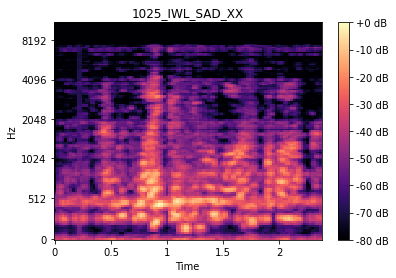 1025_IWL_SAD_XX
+0 dB
8192
-10 dB
4096
-20 dB
-30 dB
2048
-40 dB
Hz
1024
-50 dB
-60 dB
512
-70 dB
0
-80 dB
0 0.5 1 1.5 2
Time